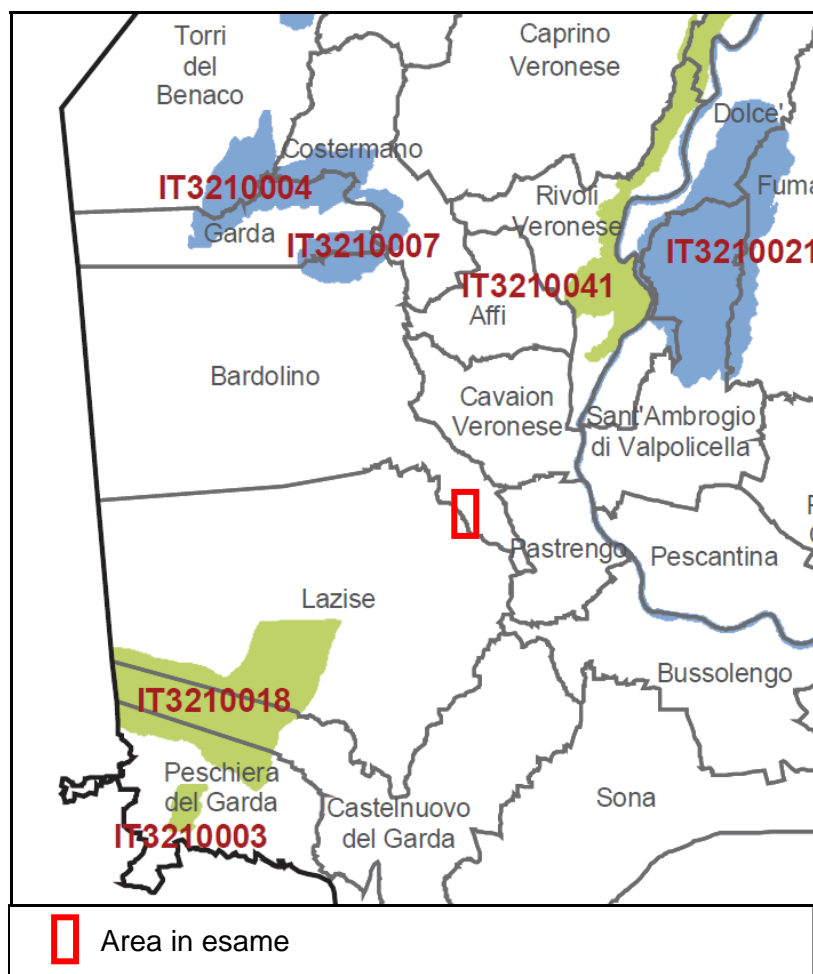 Torri
del
Benaco
Caprino
Veronese
Dolce'
Costermano
IT3210004
Rivoli
Veronese
Garda
IT3210007
IT3210021
IT3210041
Affi
Bardolino
Cavaion
Veronese
Sant'Ambrogio
di Valpolicella
Pastrengo
Pescantina
Lazise
Bussolengo
IT3210018
Peschiera
del Garda
Sona
Castelnuovo
del Garda
IT3210003
Area in esame